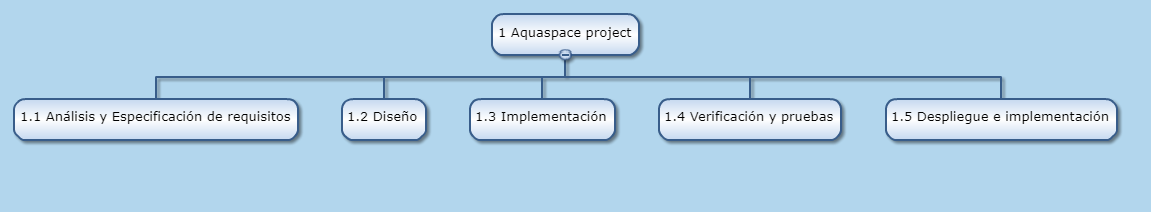 1 Aquaspace project
1.1 Análisis y Especificación de requisitos
1.2 Diseño
1.3 Implementación
1.4 Verificación y pruebas
1.5 Despliegue e implementación